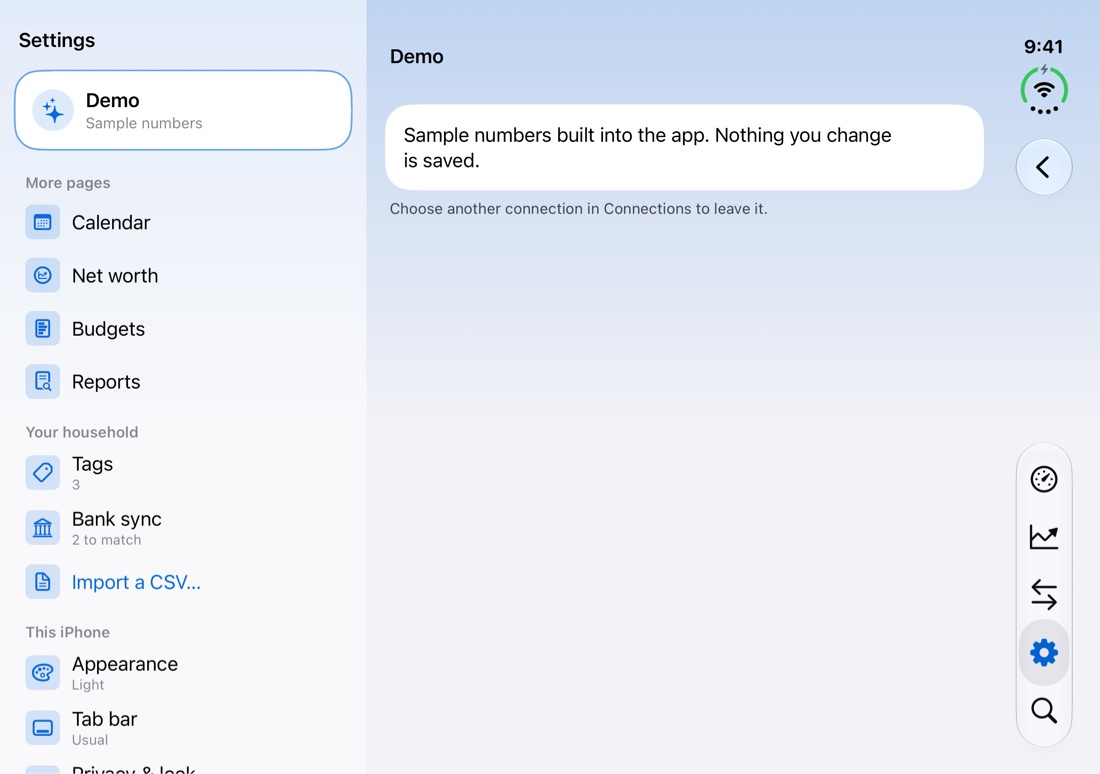 Settings
Demo
Sample numbers
More pages
Calendar
Net worth
Budgets
Reports
Your household
Tags
3
Bank sync
2 to match
Import a CSV...
This iPhone
Appearance
Light
Tab bar
Usual
Privacy & lock
Demo
Sample numbers built into the app. Nothing you change
is saved.
Choose another connection in Connections to leave it.
9:41